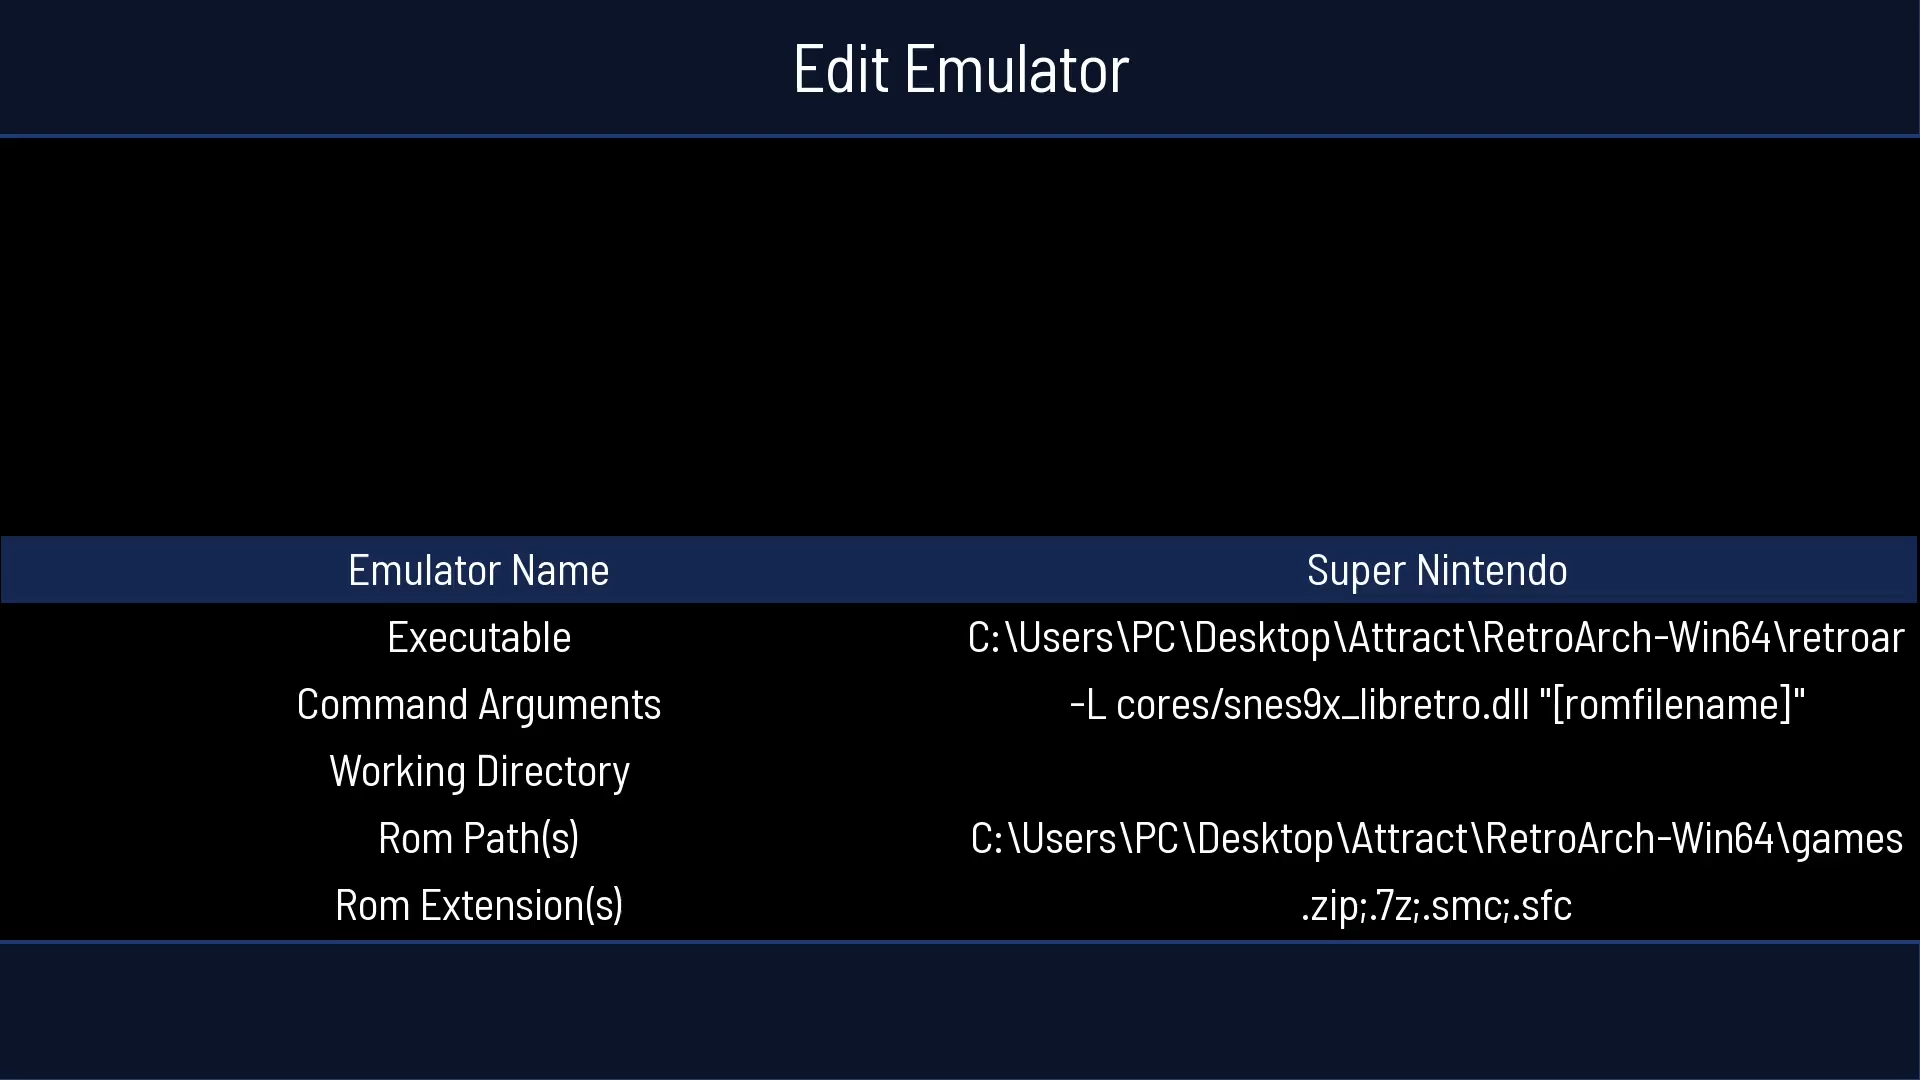 Edit Emulator
Emulator Name Super Nintendo
Executable C:\Users\PC\Desktop\Attract\RetroArch-Win64\retroar
Command Arguments -L cores/snes9x_libretro.dll "[romfilename]"
Working Directory
Rom Path(s) C:\Users\PC\Desktop\Attract\RetroArch-Win64\games
Rom Extension(s) .zip;.7z;.smc;.sfc